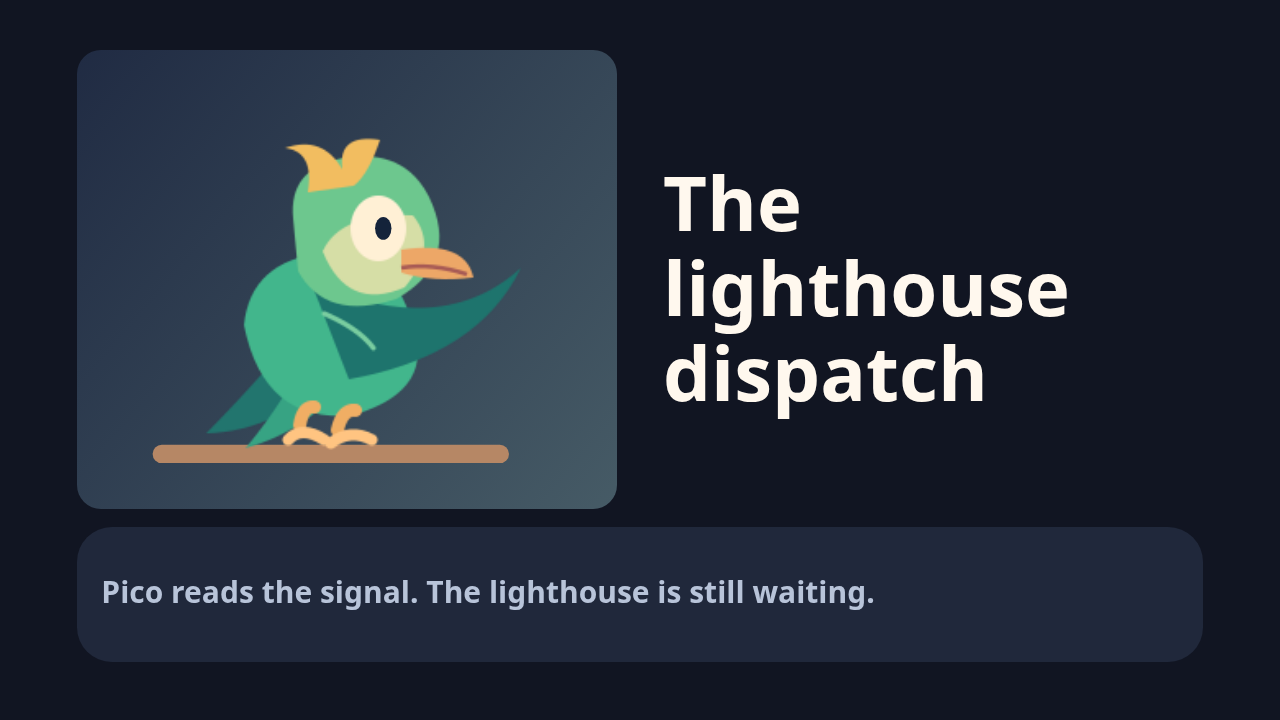 The
lighthouse
dispatch
Pico reads the signal. The lighthouse is still waiting.